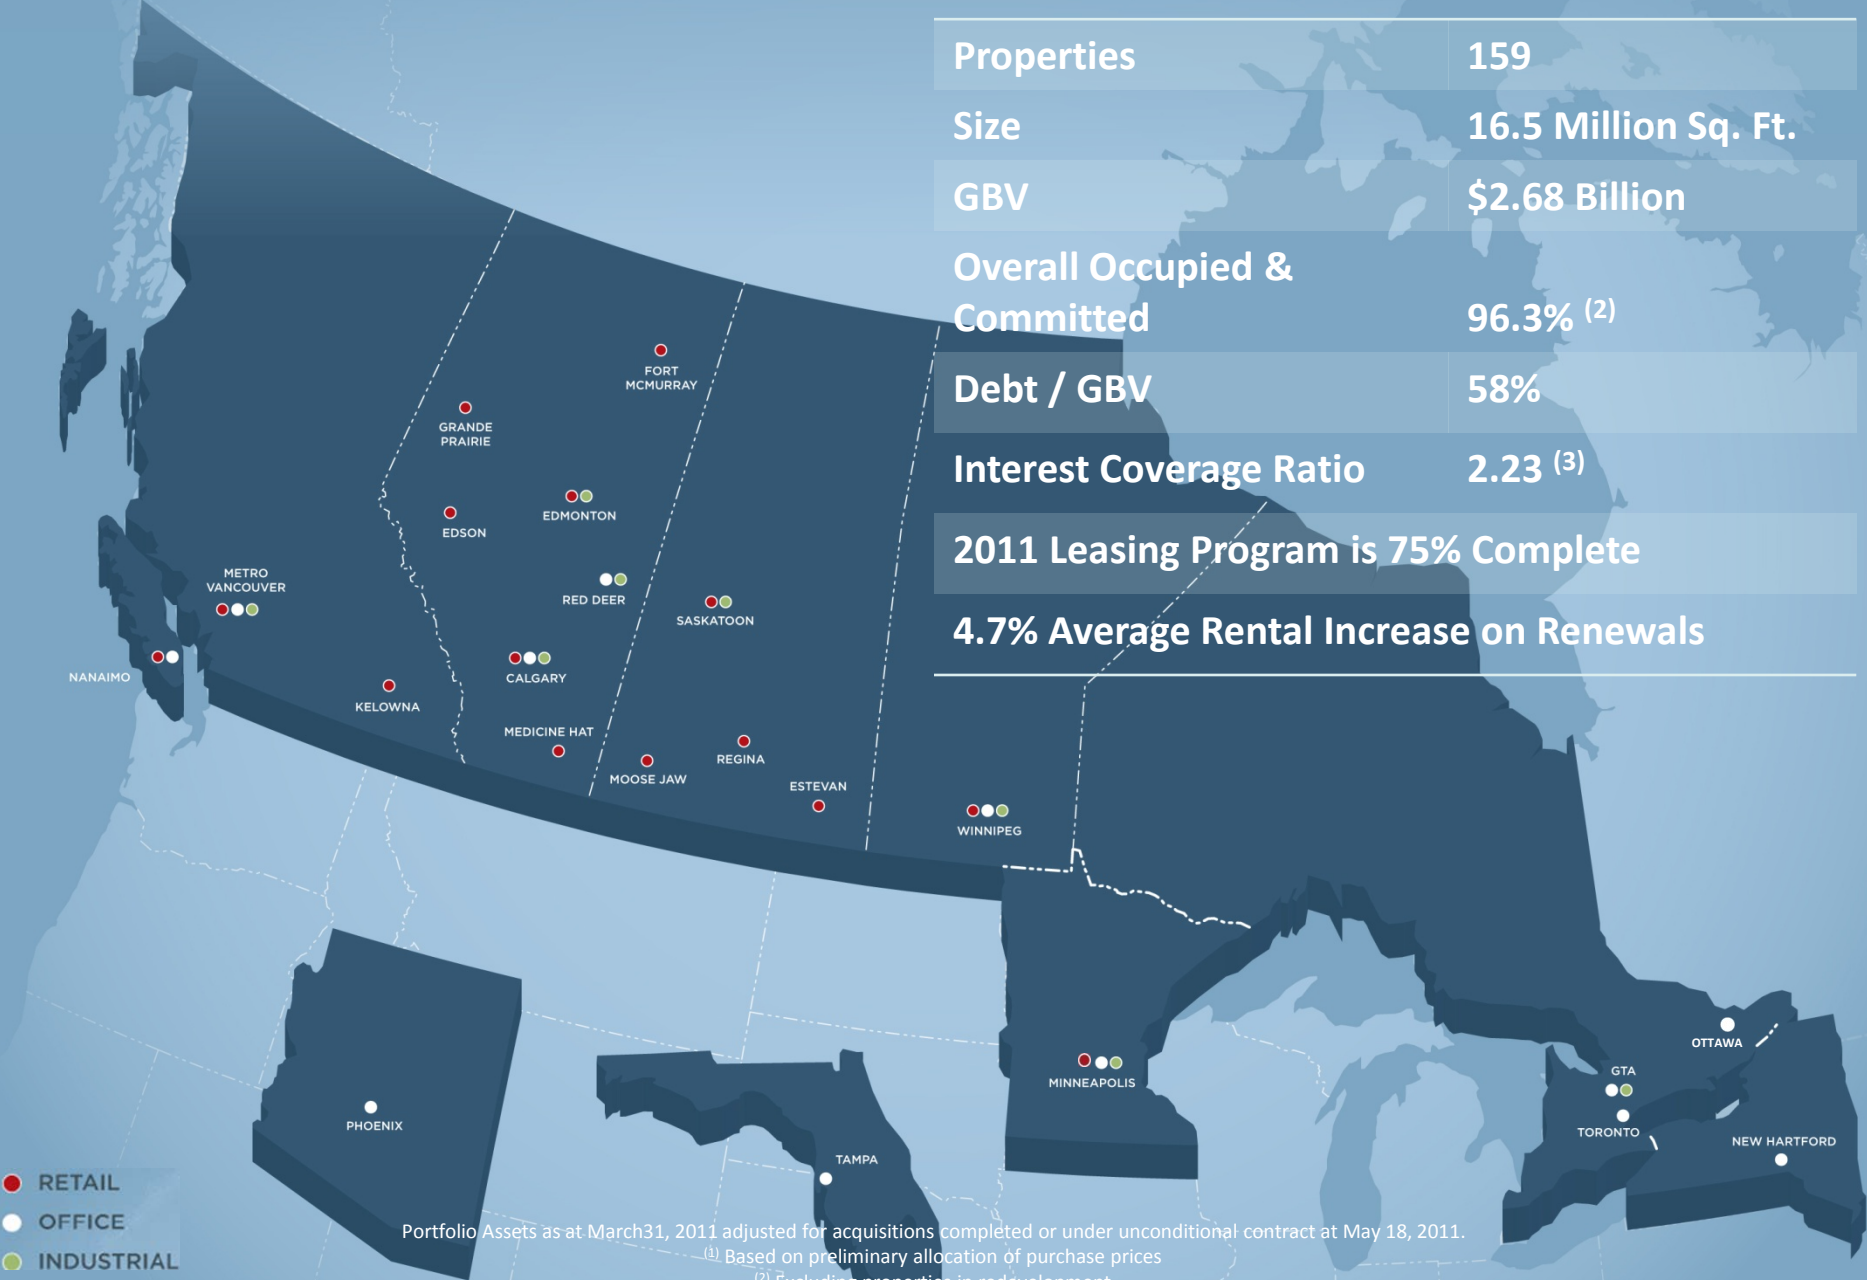 Properties 159
Size 16.5 Million Sq. Ft.
GBV $2.68 Billion
Overall Occupied &
Committed 96.3% (2)
Debt / GBV 58%
Interest Coverage Ratio 2.23 (3)
2011 Leasing Program is 75% Complete
4.7% Average Rental Increase on Renewals
FORT
MCMURRAY
GRANDE
PRAIRIE
EDMONTON
EDSON
METRO
VANCOUVER
RED DEER
SASKATOON
NANAIMO
CALGARY
KELOWNA
MEDICINE HAT
REGINA
MOOSE JAW
ESTEVAN
WINNIPEG
OTTAWA
GTA
MINNEAPOLIS
PHOENIX
TORONTO
NEW HARTFORD
TAMPA
RETAIL
OFFICE
INDUSTRIAL
Portfolio Assets as at March31, 2011 adjusted for acquisitions completed or under unconditional contract at May 18, 2011.
(1) Based on preliminary allocation of purchase prices
(2) Excluding properties in redevelopment